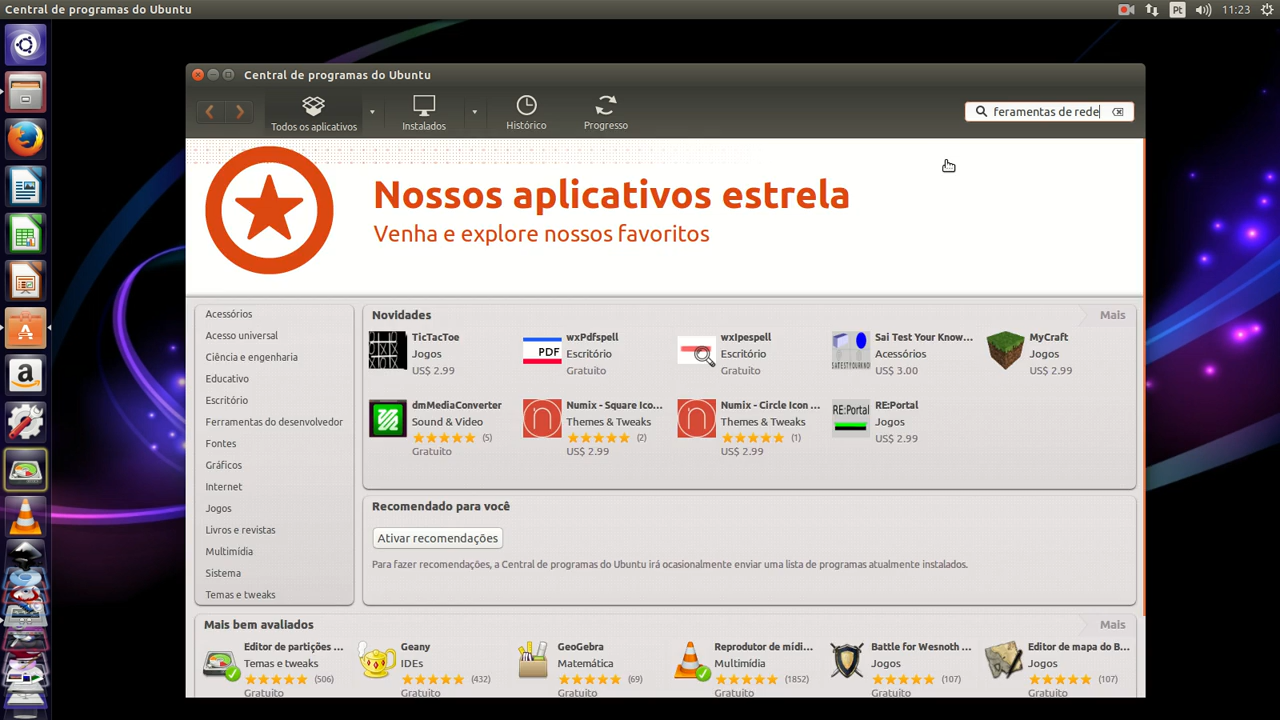 Central de programas do Ubuntu
Pt
11:23
Central de programas do Ubuntu
Todos os aplicativos
Instalados
Histórico
Progresso
feramentas de rede
Nossos aplicativos estrela
Venha e explore nossos favoritos
Acessórios
Acesso universal
Ciência e engenharia
Educativo
Escritório
Ferramentas do desenvolvedor
Fontes
Gráficos
Internet
Jogos
Livros e revistas
Multimídia
Sistema
Temas e tweaks
Novidades
Mais
TicTacToe
Jogos
US$ 2.99
PDF
wxPdfspell
Escritório
Gratuito
wxIpespell
Escritório
Gratuito
Sai Test Your Know...
Acessórios
US$ 3.00
MyCraft
Jogos
US$ 2.99
dmMediaConverter
Sound & Video
(5)
Gratuito
Numix - Square Ico...
Themes & Tweaks
(2)
US$ 2.99
Numix - Circle Icon ...
Themes & Tweaks
(1)
US$ 2.99
RE:Portal
RE:Portal
Jogos
US$ 2.99
Recomendado para você
Ativar recomendações
Para fazer recomendações, a Central de programas do Ubuntu irá ocasionalmente enviar uma lista de programas atualmente instalados.
Mais bem avaliados
Mais
Editor de partições ...
Temas e tweaks
(506)
Gratuito
Geany
IDEs
(432)
Gratuito
GeoGebra
Matemática
(69)
Gratuito
Reprodutor de mídi...
Multimídia
(1852)
Gratuito
Battle for Wesnoth ...
Jogos
(107)
Gratuito
Editor de mapa do B...
Jogos
(107)
Gratuito